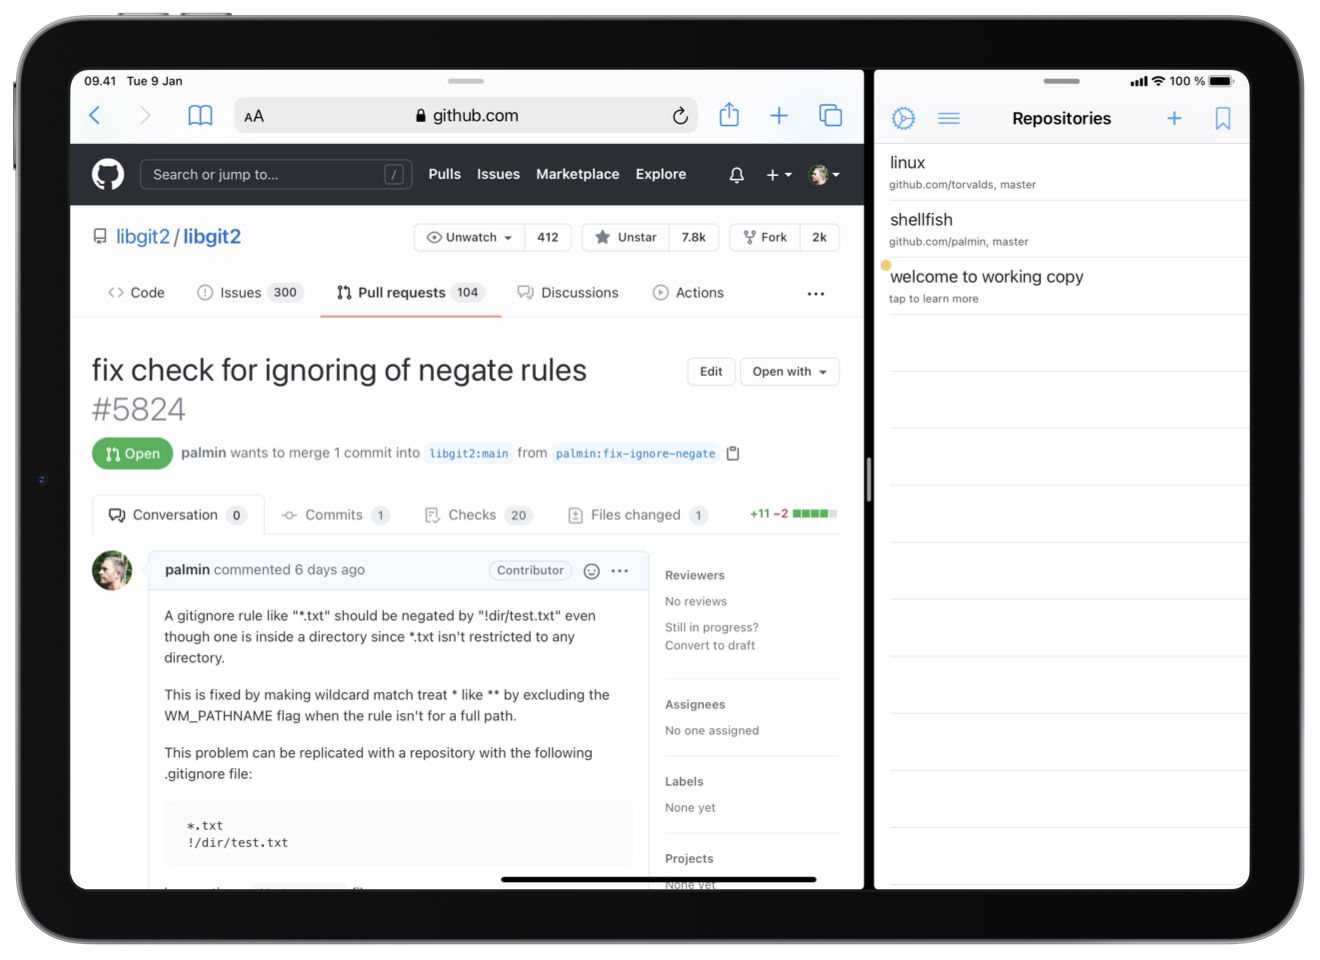 09.41 Tue 9 Jan
AA
github.com
Search or jump to... /
Pulls Issues Marketplace Explore
libgit2 / libgit2
Unwatch 412 Unstar 7.8k Fork 2k
Code Issues 300 Pull requests 104 Discussions Actions
fix check for ignoring of negate rules
#5824
Edit Open with
Open palmin wants to merge 1 commit into libgit2:main from palmin:fix-ignore-negate
Conversation 0 Commits 1 Checks 20 Files changed 1 +11 −2
palmin commented 6 days ago Contributor
A gitignore rule like "*.txt" should be negated by "!dir/test.txt" even
though one is inside a directory since *.txt isn't restricted to any
directory.
This is fixed by making wildcard match treat * like ** by excluding the
WM_PATHNAME flag when the rule isn't for a full path.
This problem can be replicated with a repository with the following
.gitignore file:
*.txt
!/dir/test.txt
Reviewers
No reviews
Still in progress?
Convert to draft
Assignees
No one assigned
Labels
None yet
Projects
None yet
100 %
Repositories
linux
github.com/torvalds, master
shellfish
github.com/palmin, master
welcome to working copy
tap to learn more